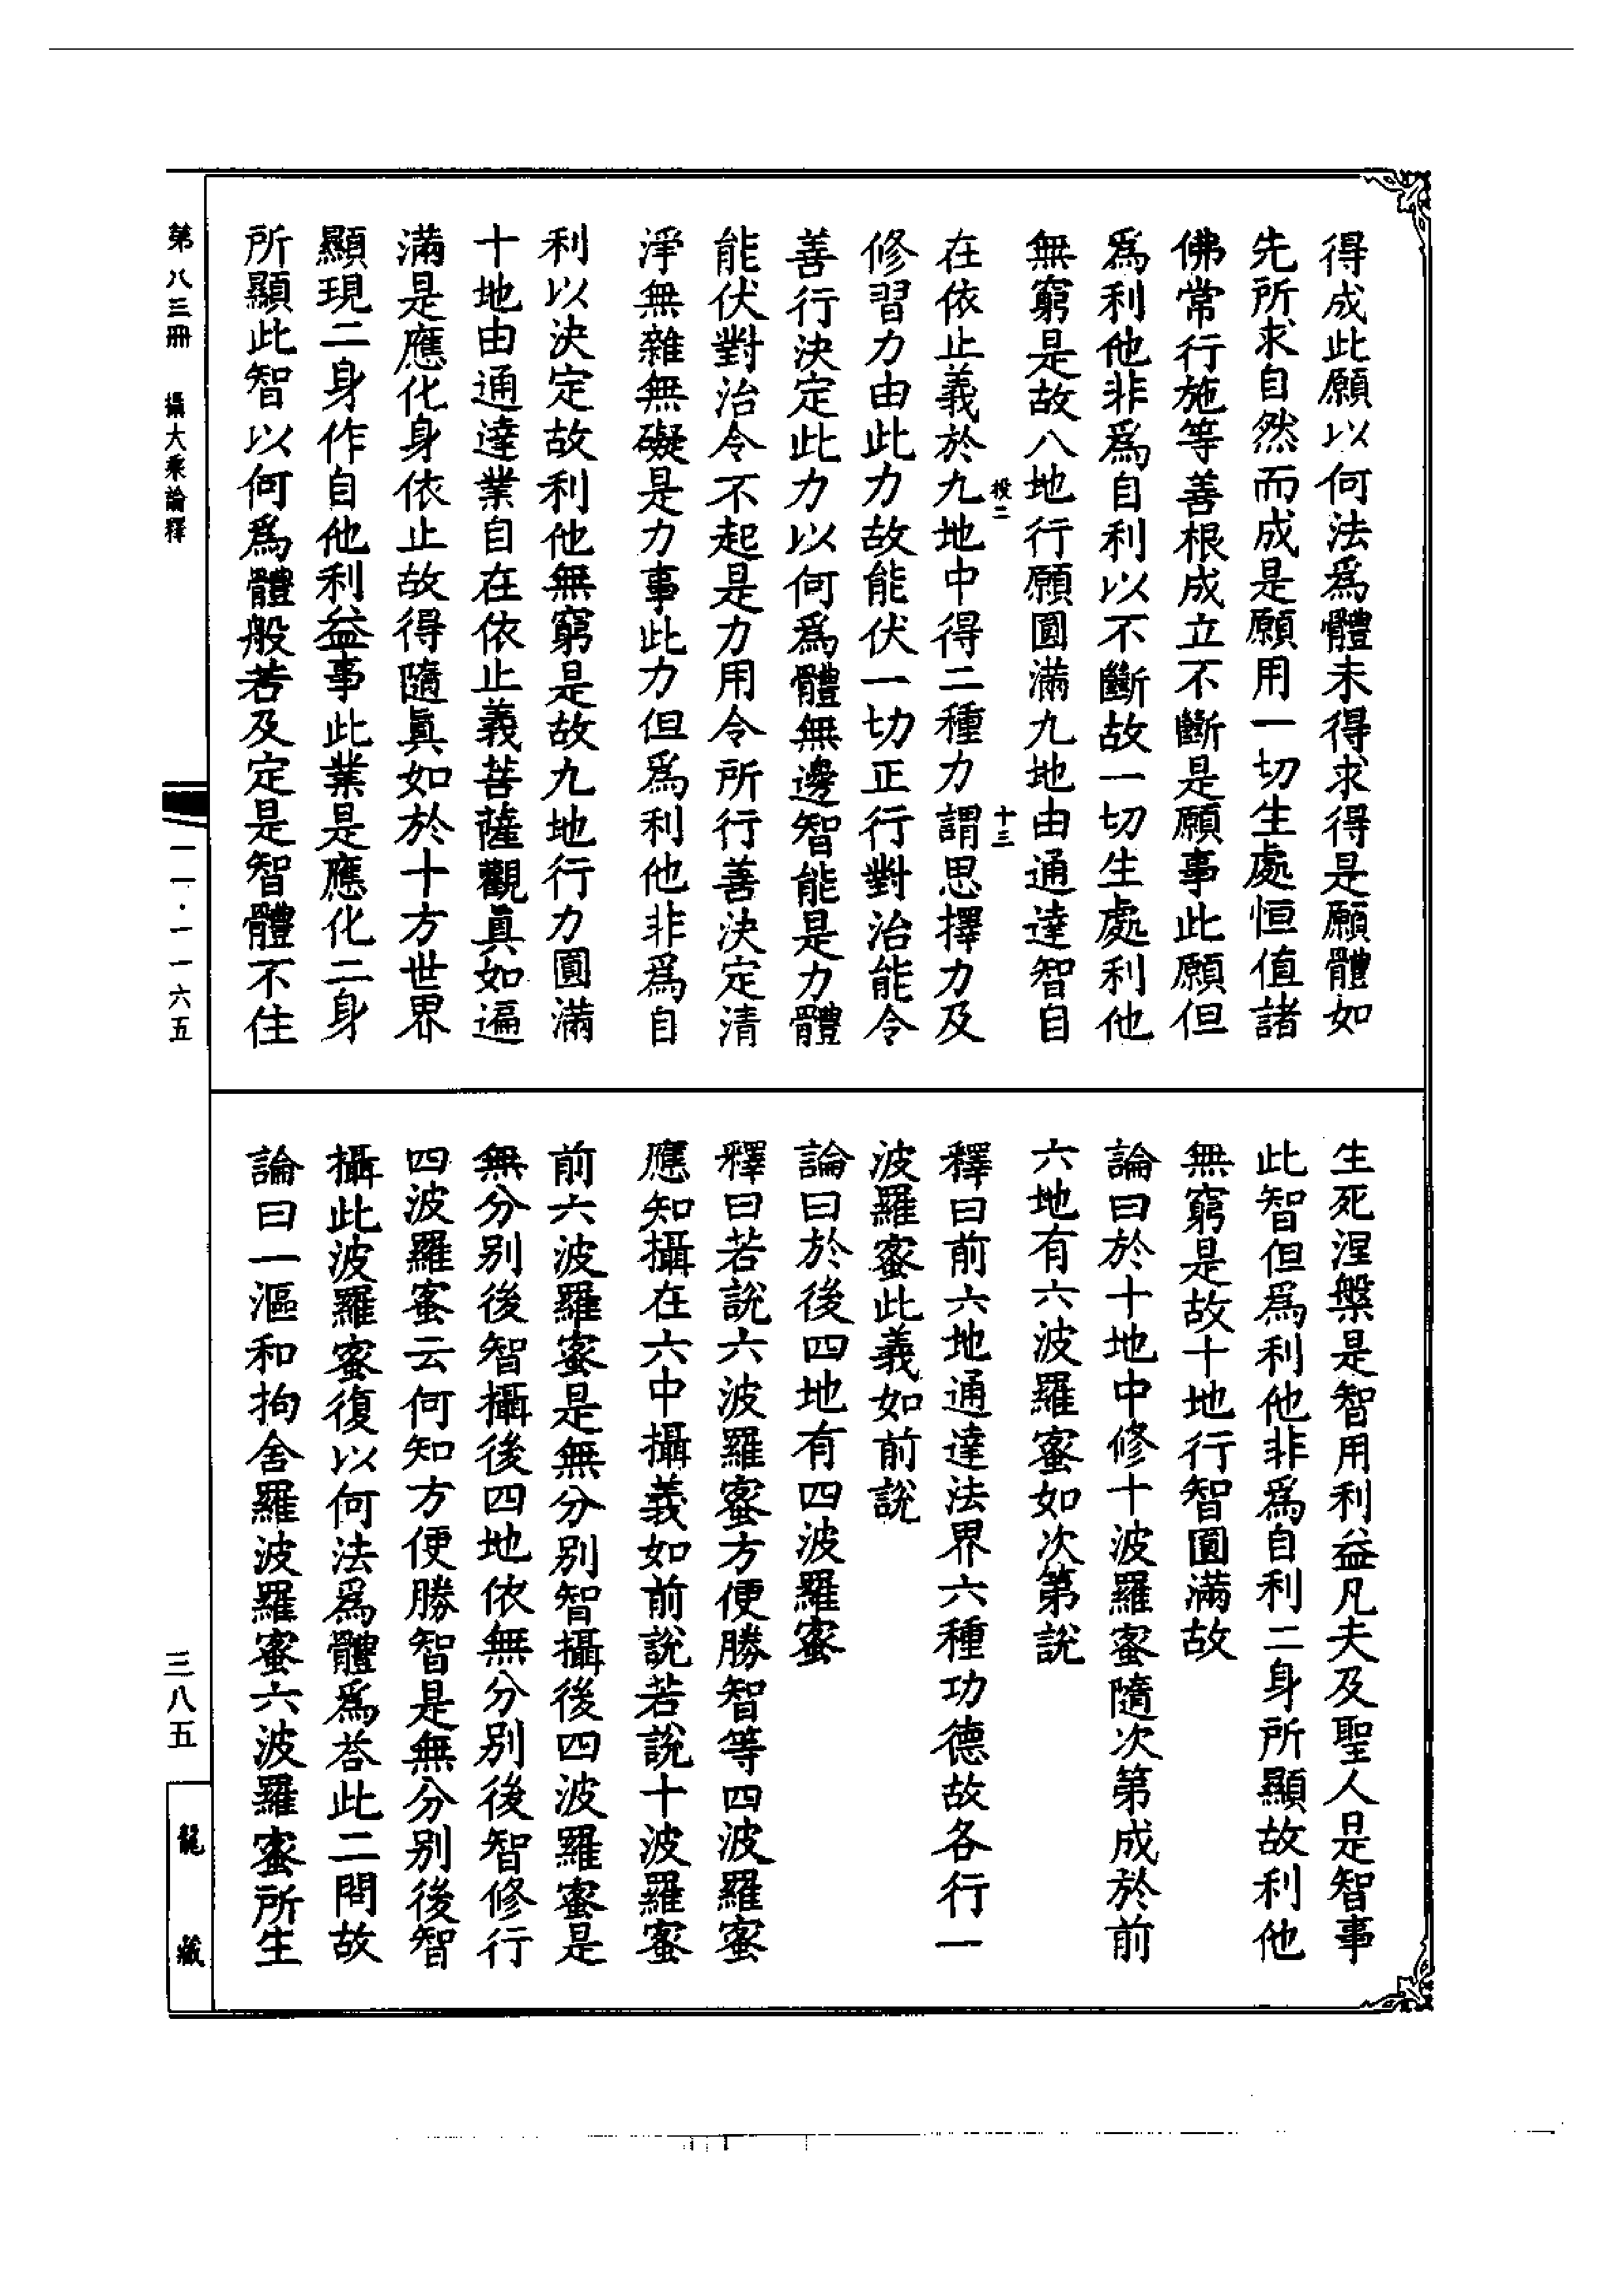 得成此願以何法爲體未得求得是願體如
先所求自然而成是願用一切生處恒值諸
佛常行施等善根成立不斷是願事此願但
爲利他非爲自利以不斷故一切生處利他
無窮是故八地行願圓滿九地由通達智自
十三
在依止義於九地中得二種力謂思擇力及
修習力由此力故能伏一切正行對治能令
善行決定此力以何爲體無邊智能是力體
能伏對治令不起是力用令所行善決定清
淨無雜無礙是力事此力但爲利他非爲自
利以決定故利他無窮是故九地行力圓滿
十地由通達業自在依止義菩薩觀眞如遍
滿是應化身依止故得隨眞如於十方世界
顯現二身作自他利益事此業是應化二身
所顯此智以何爲體般若及定是智體不住
生死涅槃是智用利益凡夫及聖人是智事
此智但爲利他非爲自利二身所顯故利他
無窮是故十地行智圓滿故
論曰於十地中修十波羅蜜隨次第成於前
六地有六波羅蜜如次第說
釋曰前六地通達法界六種功德故各行一
波羅蜜此義如前說
論曰於後四地有四波羅蜜
釋曰若說六波羅蜜方便勝智等四波羅蜜
應知攝在六中攝義如前說若說十波羅蜜
前六波羅蜜是無分別智攝後四波羅蜜是
無分別後智攝後四地依無分別後智修行
四波羅蜜云何知方便勝智是無分別後智
攝此波羅蜜復以何法爲體爲答此二問故
論曰一漚和拘舍羅波羅蜜六波羅蜜所生
第八三冊
攝大乘論釋
一一·一一六五
三八五
龍藏